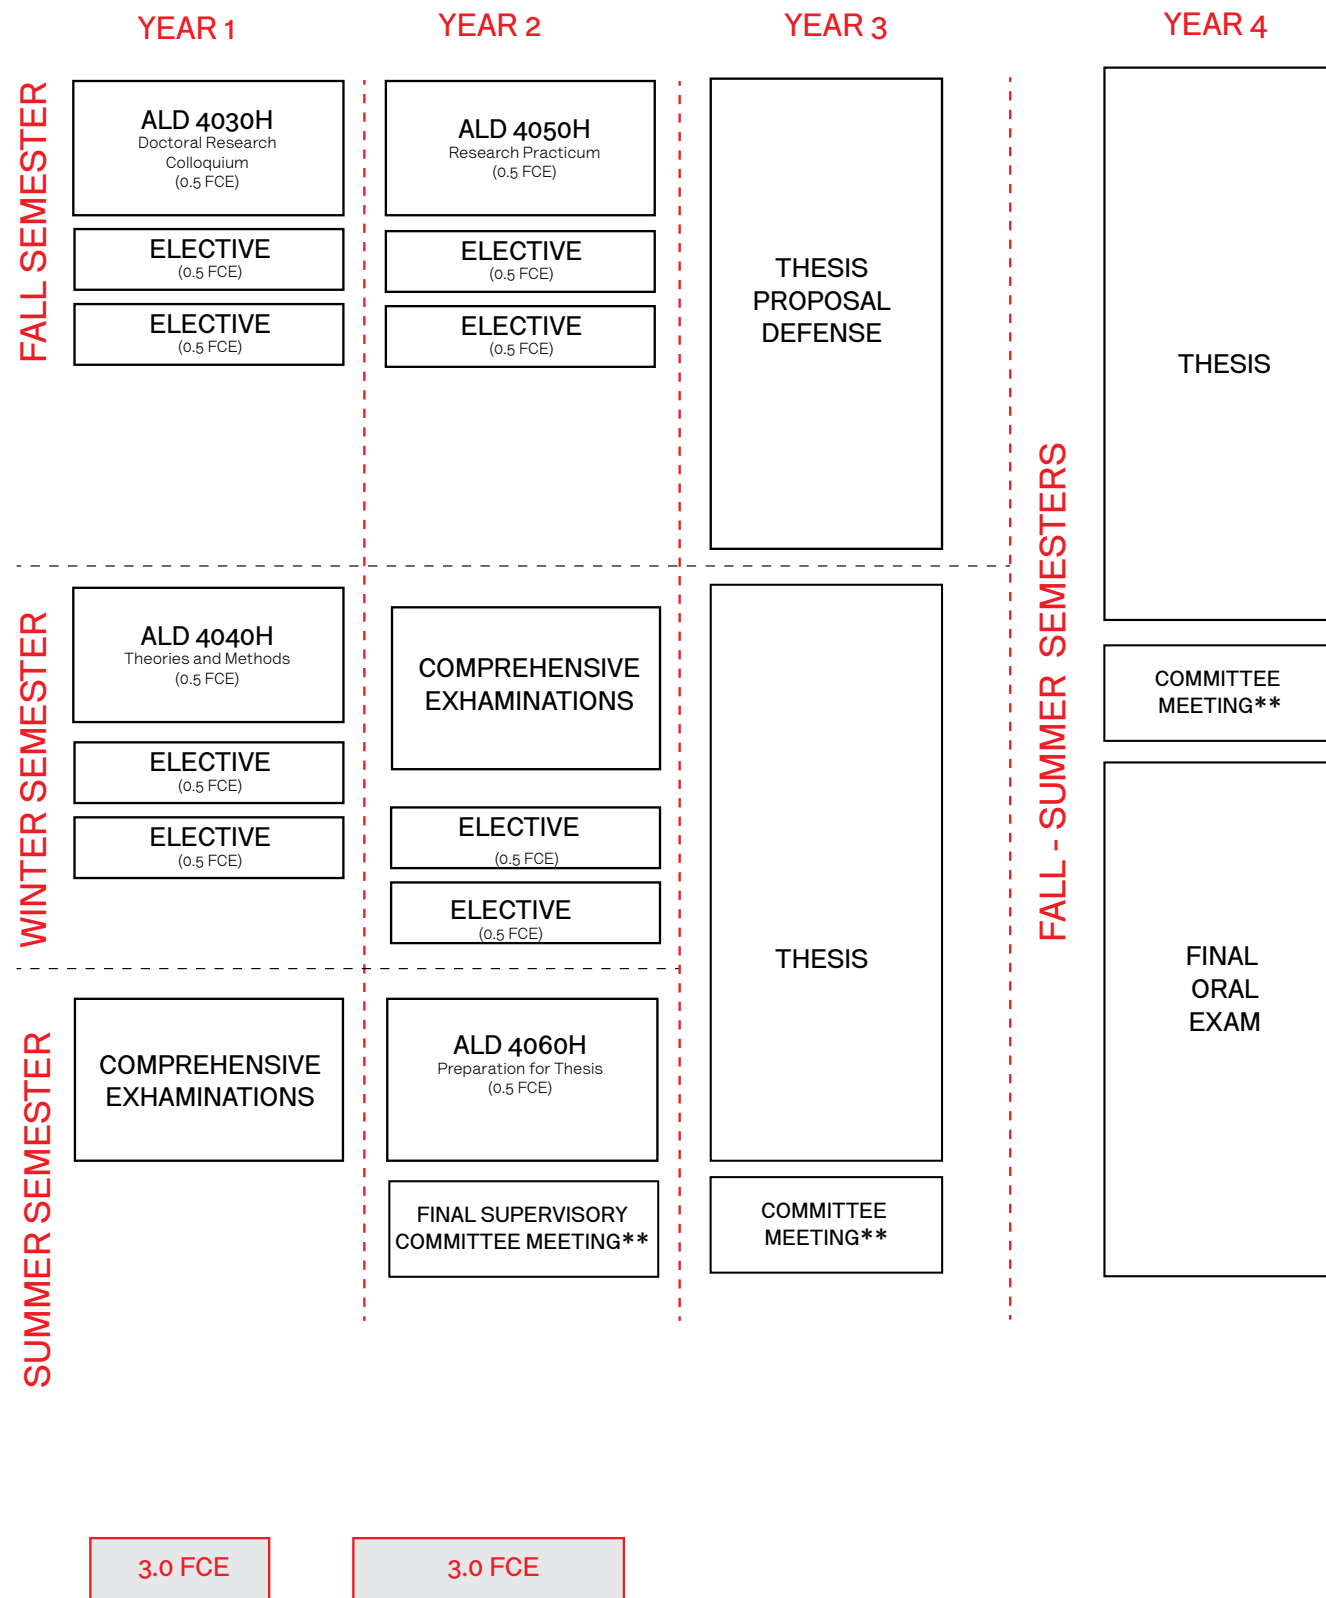 YEAR 1
YEAR 2
YEAR 3
YEAR 4
FALL SEMESTER
ALD 4030H
Doctoral Research
Colloquium
(0.5 FCE)
ELECTIVE
(0.5 FCE)
ELECTIVE
(0.5 FCE)
ALD 4050H
Research Practicum
(0.5 FCE)
ELECTIVE
(0.5 FCE)
ELECTIVE
(0.5 FCE)
THESIS
PROPOSAL
DEFENSE
WINTER SEMESTER
ALD 4040H
Theories and Methods
(0.5 FCE)
ELECTIVE
(0.5 FCE)
ELECTIVE
(0.5 FCE)
COMPREHENSIVE
EXHAMINATIONS
ELECTIVE
(0.5 FCE)
ELECTIVE
(0.5 FCE)
THESIS
SUMMER SEMESTER
COMPREHENSIVE
EXHAMINATIONS
ALD 4060H
Preparation for Thesis
(0.5 FCE)
FINAL SUPERVISORY
COMMITTEE MEETING**
COMMITTEE
MEETING**
FALL - SUMMER SEMESTERS
THESIS
COMMITTEE
MEETING**
FINAL
ORAL
EXAM
3.0 FCE
3.0 FCE